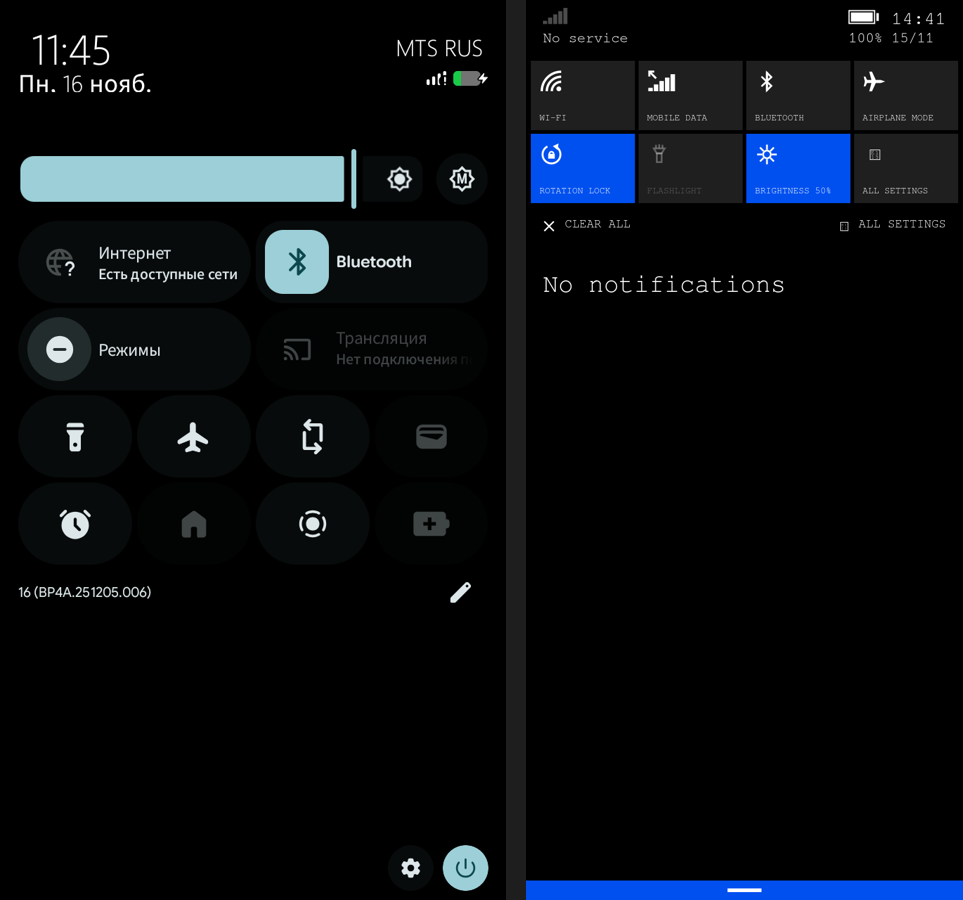 11:45
MTS RUS
Пн. 16 нояб.
M
Интернет
Есть доступные сети
Bluetooth
Режимы
Трансляция
Нет подключения
16 (BP4A.251205.006)
14:41
No service
100% 15/11
WI-FI
MOBILE DATA
BLUETOOTH
AIRPLANE MODE
ROTATION LOCK
FLASHLIGHT
BRIGHTNESS 50%
ALL SETTINGS
CLEAR ALL
ALL SETTINGS
No notifications